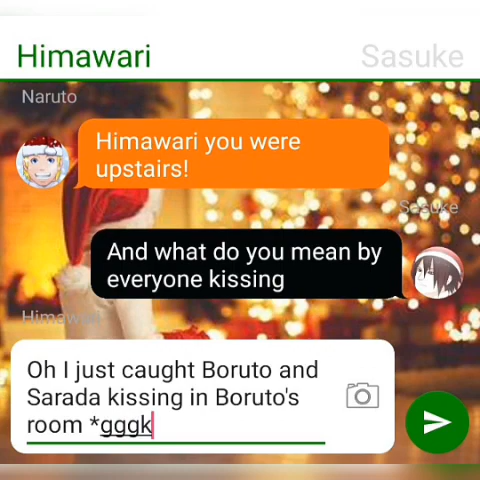 Himawari Sasuke
Naruto
Himawari you were
upstairs!
Sasuke
And what do you mean by
everyone kissing
Himawari
Oh I just caught Boruto and
Sarada kissing in Boruto's
room *gggk